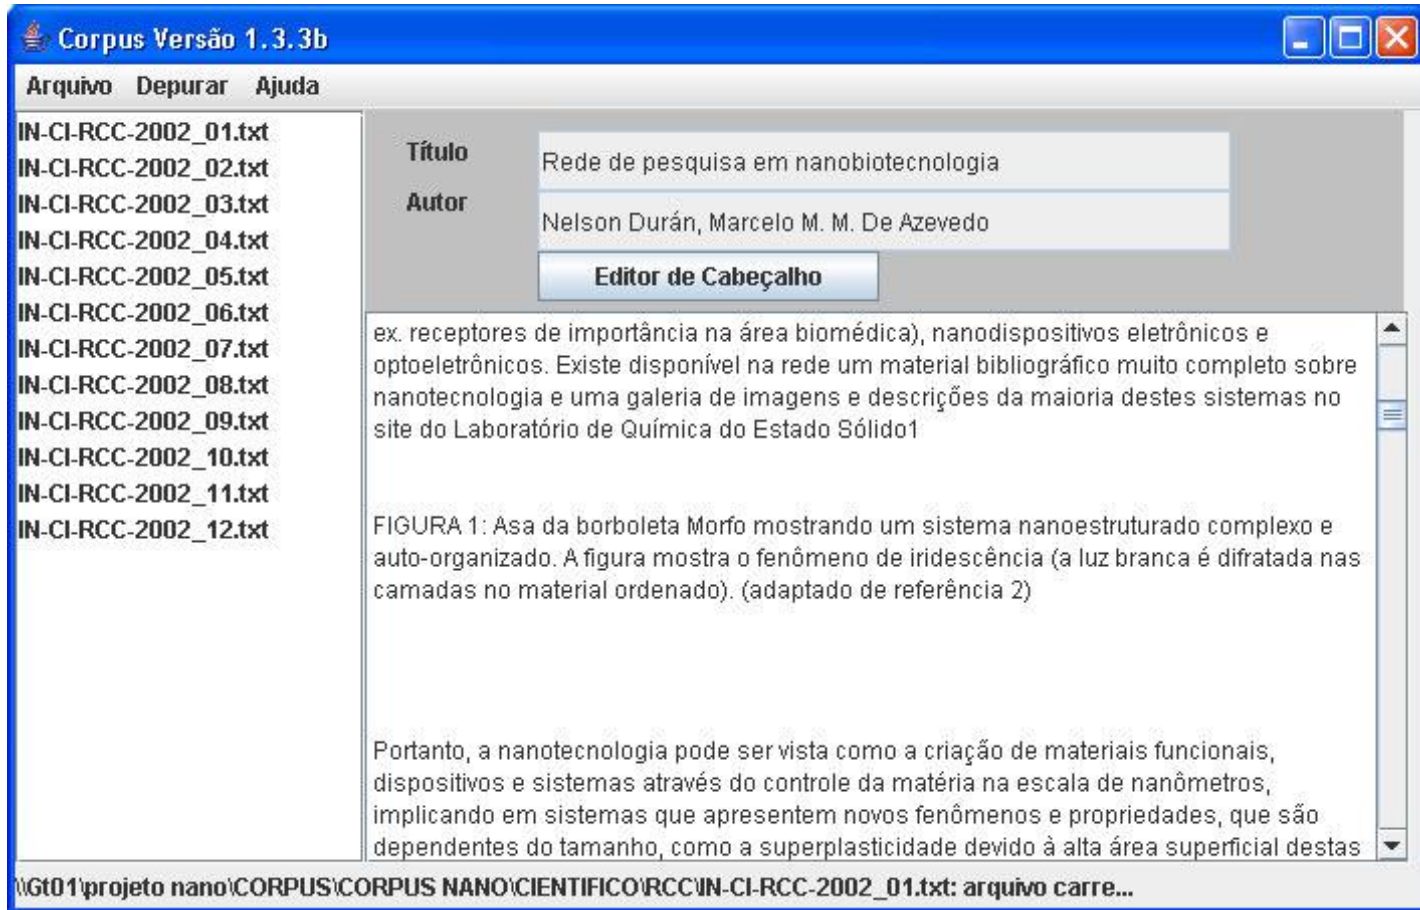 Corpus Versão 1.3.3b
Arquivo Depurar Ajuda
IN-CI-RCC-2002_01.txt
IN-CI-RCC-2002_02.txt
IN-CI-RCC-2002_03.txt
IN-CI-RCC-2002_04.txt
IN-CI-RCC-2002_05.txt
IN-CI-RCC-2002_06.txt
IN-CI-RCC-2002_07.txt
IN-CI-RCC-2002_08.txt
IN-CI-RCC-2002_09.txt
IN-CI-RCC-2002_10.txt
IN-CI-RCC-2002_11.txt
IN-CI-RCC-2002_12.txt
Título Rede de pesquisa em nanobiotecnologia
Autor Nelson Durán, Marcelo M. M. De Azevedo
Editor de Cabeçalho
ex. receptores de importância na área biomédica), nanodispositivos eletrônicos e
optoeletrônicos. Existe disponível na rede um material bibliográfico muito completo sobre
nanotecnologia e uma galeria de imagens e descrições da maioria destes sistemas no
site do Laboratório de Química do Estado Sólido1
FIGURA 1: Asa da borboleta Morfo mostrando um sistema nanoestruturado complexo e
auto-organizado. A figura mostra o fenômeno de iridescência (a luz branca é difratada nas
camadas no material ordenado). (adaptado de referência 2)
Portanto, a nanotecnologia pode ser vista como a criação de materiais funcionais,
dispositivos e sistemas através do controle da matéria na escala de nanômetros,
implicando em sistemas que apresentem novos fenômenos e propriedades, que são
dependentes do tamanho, como a superplasticidade devido à alta área superficial destas
\\Gt01\projeto nano\CORPUS\CORPUS NANO\CIENTIFICO\RCC\IN-CI-RCC-2002_01.txt: arquivo carre...